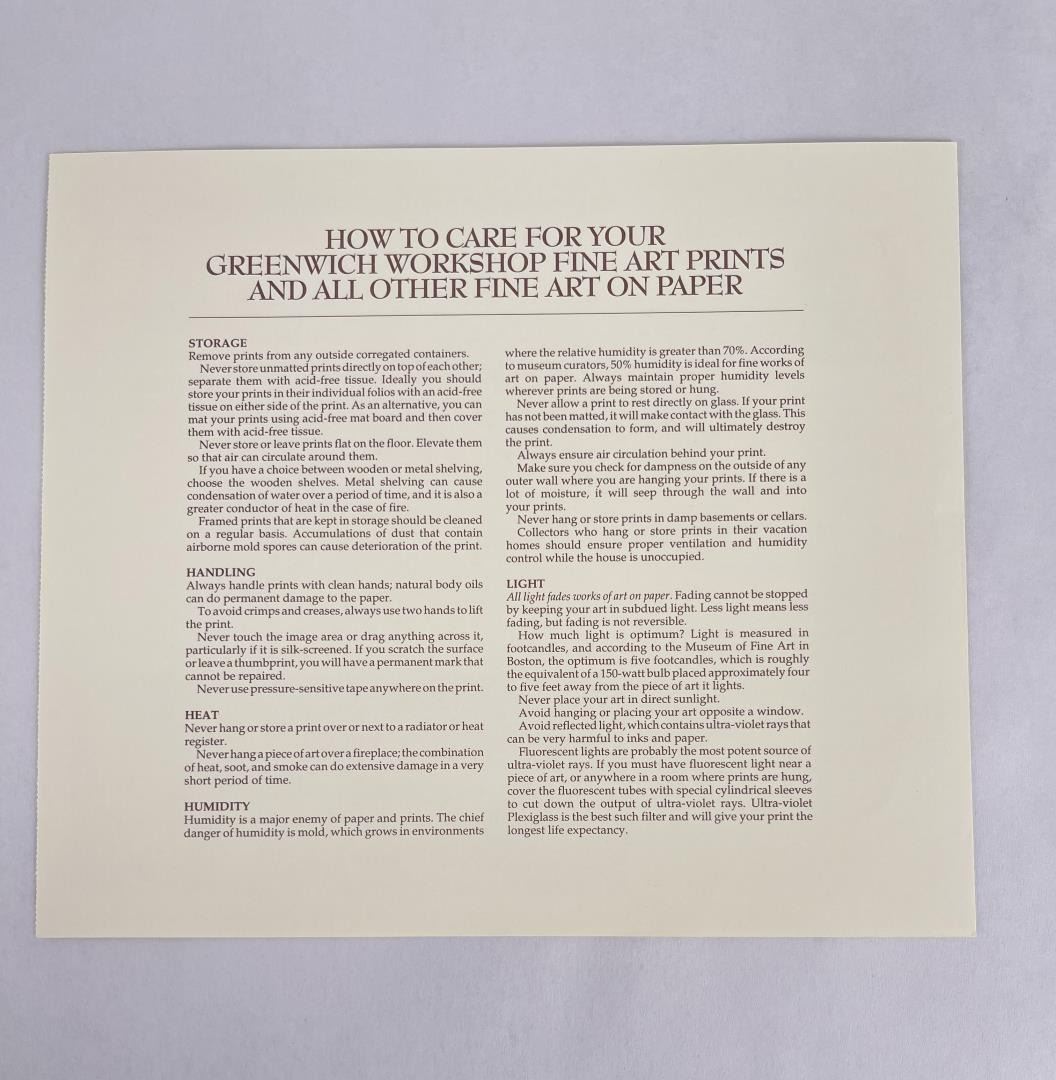 HOW TO CARE FOR YOUR
GREENWICH WORKSHOP FINE ART PRINTS
AND ALL OTHER FINE ART ON PAPER
STORAGE
Remove prints from any outside corregated containers.
Never store unmatted prints directly on top of each other;
separate them with acid-free tissue. Ideally you should
store your prints in their individual folios with an acid-free
tissue on either side of the print. As an alternative, you can
mat your prints using acid-free mat board and then cover
them with acid-free tissue.
Never store or leave prints flat on the floor. Elevate them
so that air can circulate around them.
If you have a choice between wooden or metal shelving,
choose the wooden shelves. Metal shelving can cause
condensation of water over a period of time, and it is also a
greater conductor of heat in the case of fire.
Framed prints that are kept in storage should be cleaned
on a regular basis. Accumulations of dust that contain
airborne mold spores can cause deterioration of the print.
HANDLING
Always handle prints with clean hands; natural body oils
can do permanent damage to the paper.
To avoid crimps and creases, always use two hands to lift
the print.
Never touch the image area or drag anything across it,
particularly if it is silk-screened. If you scratch the surface
or leave a thumbprint, you will have a permanent mark that
cannot be repaired.
Never use pressure-sensitive tape anywhere on the print.
HEAT
Never hang or store a print over or next to a radiator or heat
register.
Never hang a piece of art over a fireplace; the combination
of heat, soot, and smoke can do extensive damage in a very
short period of time.
HUMIDITY
Humidity is a major enemy of paper and prints. The chief
danger of humidity is mold, which grows in environments
where the relative humidity is greater than 70%. According
to museum curators, 50% humidity is ideal for fine works of
art on paper. Always maintain proper humidity levels
wherever prints are being stored or hung.
Never allow a print to rest directly on glass. If your print
has not been matted, it will make contact with the glass. This
causes condensation to form, and will ultimately destroy
the print.
Always ensure air circulation behind your print.
Make sure you check for dampness on the outside of any
outer wall where you are hanging your prints. If there is a
lot of moisture, it will seep through the wall and into
your prints.
Never hang or store prints in damp basements or cellars.
Collectors who hang or store prints in their vacation
homes should ensure proper ventilation and humidity
control while the house is unoccupied.
LIGHT
All light fades works of art on paper. Fading cannot be stopped
by keeping your art in subdued light. Less light means less
fading, but fading is not reversible.
How much light is optimum? Light is measured in
footcandles, and according to the Museum of Fine Art in
Boston, the optimum is five footcandles, which is roughly
the equivalent of a 150-watt bulb placed approximately four
to five feet away from the piece of art it lights.
Never place your art in direct sunlight.
Avoid hanging or placing your art opposite a window.
Avoid reflected light, which contains ultra-violet rays that
can be very harmful to inks and paper.
Fluorescent lights are probably the most potent source of
ultra-violet rays. If you must have fluorescent light near a
piece of art, or anywhere in a room where prints are hung,
cover the fluorescent tubes with special cylindrical sleeves
to cut down the output of ultra-violet rays. Ultra-violet
Plexiglass is the best such filter and will give your print the
longest life expectancy.